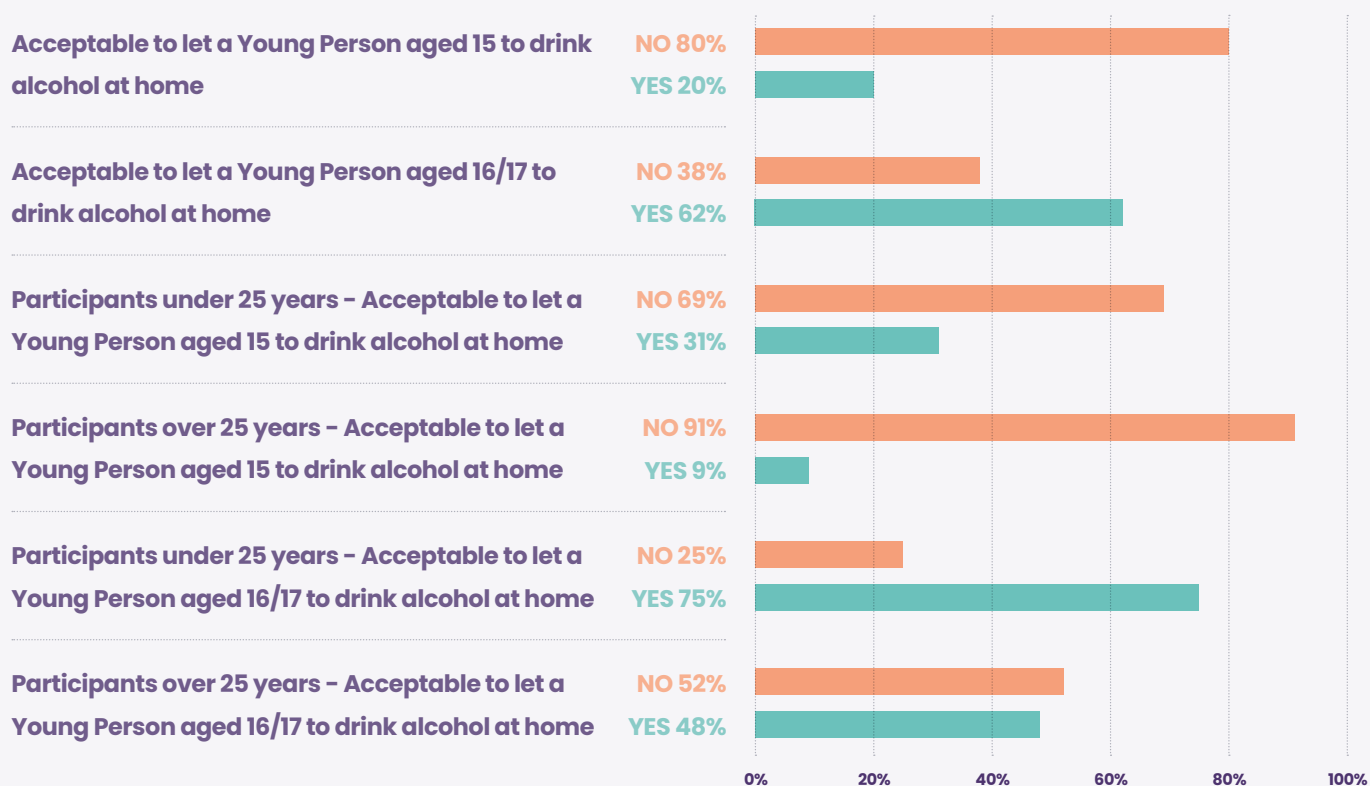 Acceptable to let a Young Person aged 15 to drink NO 80%
alcohol at home YES 20%
Acceptable to let a Young Person aged 16/17 to NO 38%
drink alcohol at home YES 62%
Participants under 25 years - Acceptable to let a NO 69%
Young Person aged 15 to drink alcohol at home YES 31%
Participants over 25 years - Acceptable to let a NO 91%
Young Person aged 15 to drink alcohol at home YES 9%
Participants under 25 years - Acceptable to let a NO 25%
Young Person aged 16/17 to drink alcohol at home YES 75%
Participants over 25 years - Acceptable to let a NO 52%
Young Person aged 16/17 to drink alcohol at home YES 48%
0% 20% 40% 60% 80% 100%